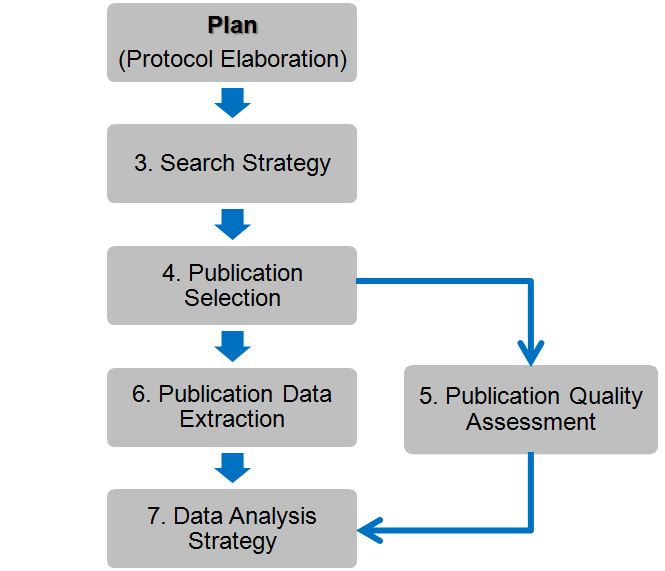 Plan
(Protocol Elaboration)
3. Search Strategy
4. Publication
Selection
6. Publication Data
Extraction
5. Publication Quality
Assessment
7. Data Analysis
Strategy